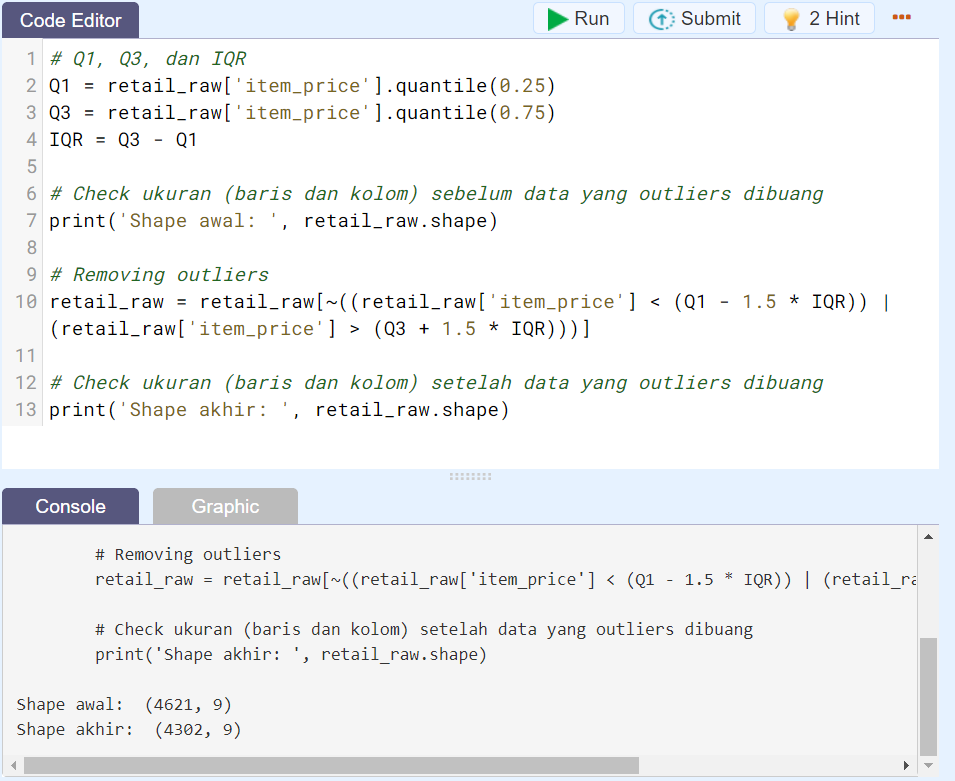 Code Editor
Run
Submit
2 Hint
1 # Q1, Q3, dan IQR
2 Q1 = retail_raw['item_price'].quantile(0.25)
3 Q3 = retail_raw['item_price'].quantile(0.75)
4 IQR = Q3 - Q1
5
6 # Check ukuran (baris dan kolom) sebelum data yang outliers dibuang
7 print('Shape awal: ', retail_raw.shape)
8
9 # Removing outliers
10 retail_raw = retail_raw[~((retail_raw['item_price'] < (Q1 - 1.5 * IQR)) |
(retail_raw['item_price'] > (Q3 + 1.5 * IQR)))]
11
12 # Check ukuran (baris dan kolom) setelah data yang outliers dibuang
13 print('Shape akhir: ', retail_raw.shape)
Console
Graphic
# Removing outliers
retail_raw = retail_raw[~((retail_raw['item_price'] < (Q1 - 1.5 * IQR)) | (retail_ra
# Check ukuran (baris dan kolom) setelah data yang outliers dibuang
print('Shape akhir: ', retail_raw.shape)
Shape awal:  (4621, 9)
Shape akhir:  (4302, 9)